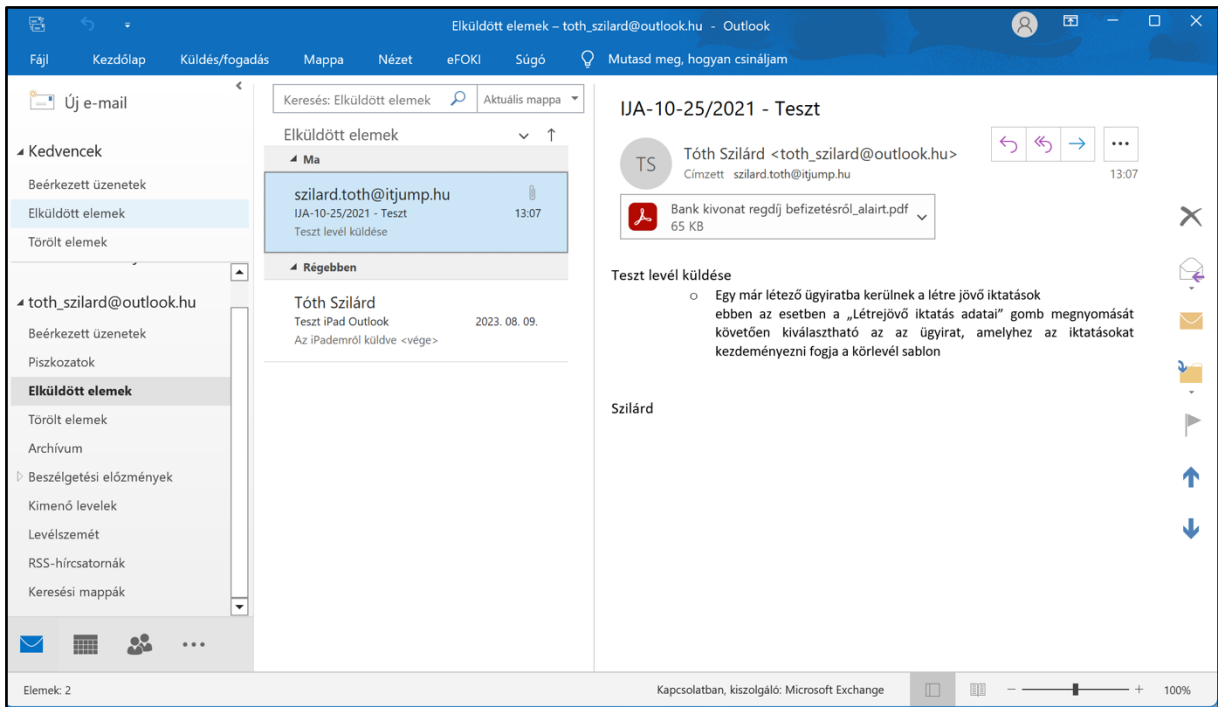 Elküldött elemek – toth_szilard@outlook.hu - Outlook
Fájl Kezdőlap Küldés/fogadás Mappa Nézet eFOKI Súgó Mutasd meg, hogyan csináljam
Új e-mail
Kedvencek
Beérkezett üzenetek
Elküldött elemek
Törölt elemek
toth_szilard@outlook.hu
Beérkezett üzenetek
Piszkozatok
Elküldött elemek
Törölt elemek
Archívum
Beszélgetési előzmények
Kimenő levelek
Levélszemét
RSS-hírcsatornák
Keresési mappák
Keresés: Elküldött elemek Aktuális mappa
Elküldött elemek
Ma
szilard.toth@itjump.hu
IJA-10-25/2021 - Teszt 13:07
Teszt levél küldése
Régebben
Tóth Szilárd
Teszt iPad Outlook 2023. 08. 09.
Az iPademról küldve <vége>
IJA-10-25/2021 - Teszt
TS
Tóth Szilárd <toth_szilard@outlook.hu>
Címzett szilard.toth@itjump.hu 13:07
Bank kivonat regdíj befizetésről_alairt.pdf
65 KB
Teszt levél küldése
o Egy már létező ügyiratba kerülnek a létre jövő iktatások
ebben az esetben a „Létrejövő iktatás adatai” gomb megnyomását
követően kiválasztható az az ügyirat, amelyhez az iktatásokat
kezdeményezni fogja a körlevél sablon
Szilárd
Elemek: 2 Kapcsolatban, kiszolgáló: Microsoft Exchange 100%